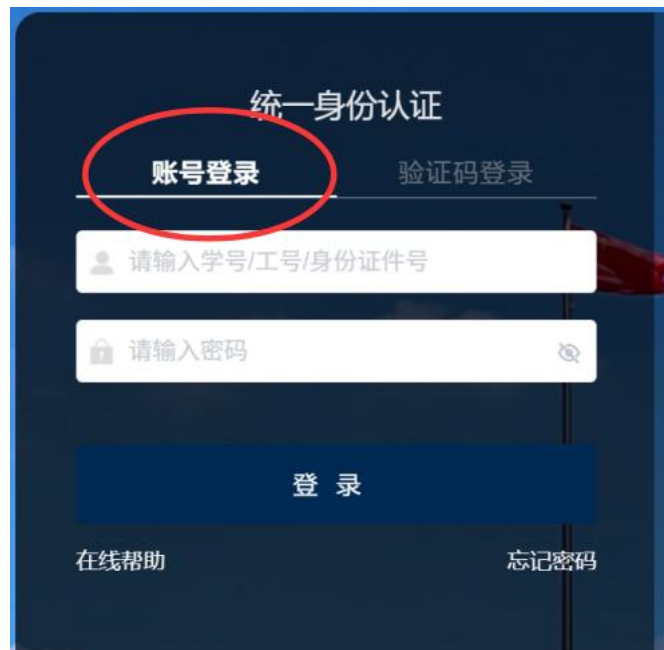 统一身份认证
账号登录 验证码登录
请输入学号/工号/身份证件号
请输入密码
登 录
在线帮助 忘记密码